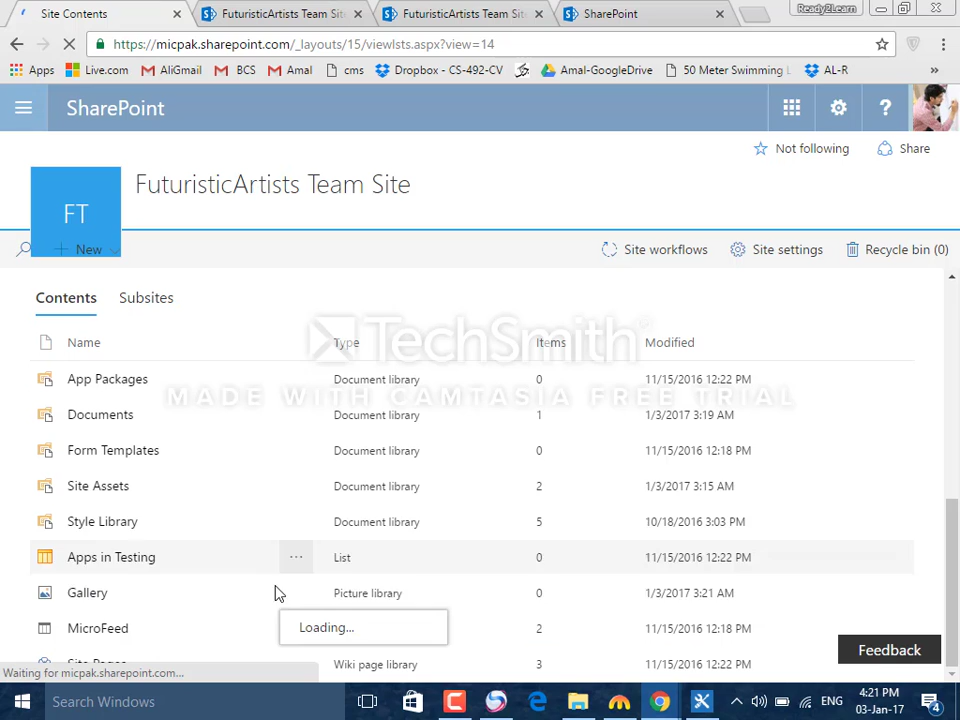 Site Contents
FuturisticArtists Team Site
FuturisticArtists Team Site
SharePoint
Ready2Learn
https://micpak.sharepoint.com/_layouts/15/viewlsts.aspx?view=14
Apps
Live.com
AliGmail
BCS
Amal
cms
Dropbox - CS-492-CV
Amal-GoogleDrive
50 Meter Swimming
AL-R
»
SharePoint
?
Not following
Share
FT
FuturisticArtists Team Site
New
Site workflows
Site settings
Recycle bin (0)
Contents
Subsites
Name Type Items Modified
TechSmith
MADE WITH CAMTASIA FREE TRIAL
App Packages Document library 0 11/15/2016 12:22 PM
Documents Document library 1 1/3/2017 3:19 AM
Form Templates Document library 0 11/15/2016 12:18 PM
Site Assets Document library 2 1/3/2017 3:15 AM
Style Library Document library 5 10/18/2016 3:03 PM
Apps in Testing ... List 0 11/15/2016 12:22 PM
Gallery Picture library 0 1/3/2017 3:21 AM
Loading...
MicroFeed 2 11/15/2016 12:18 PM
Site Pages Wiki page library 3 11/15/2016 12:22 PM
Feedback
Waiting for micpak.sharepoint.com...
Search Windows
ENG
4:21 PM
03-Jan-17
4